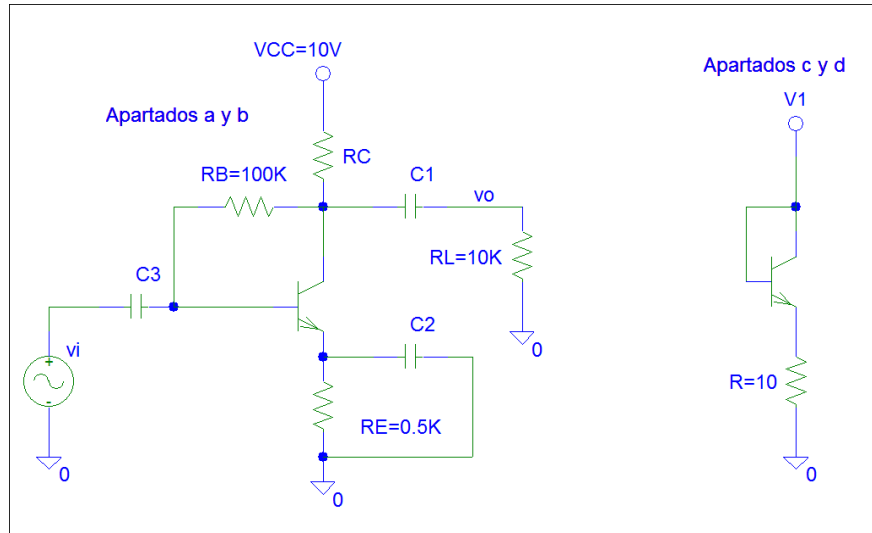 VCC=10V
Apartados c y d
V1
Apartados a y b
RC
RB=100K
C1
vo
RL=10K
C3
C2
vi
+
-
R=10
RE=0.5K
0
0
0
0